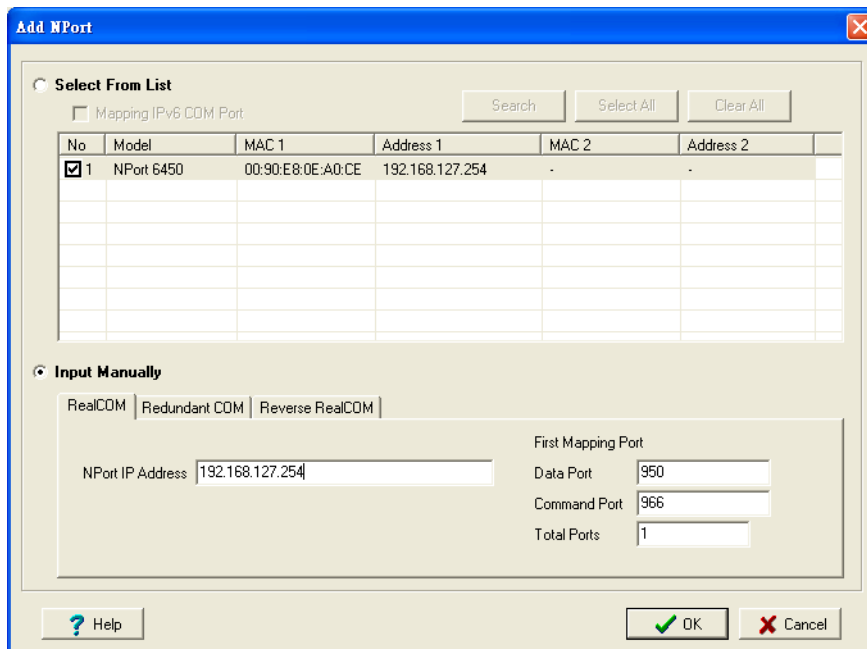 Add NPort
Select From List
Mapping IPv6 COM Port
Search
Select All
Clear All
No Model MAC 1 Address 1 MAC 2 Address 2
1 NPort 6450 00:90:E8:0E:A0:CE 192.168.127.254 - -
Input Manually
RealCOM Redundant COM Reverse RealCOM
First Mapping Port
NPort IP Address 192.168.127.254
Data Port 950
Command Port 966
Total Ports 1
? Help
OK
Cancel